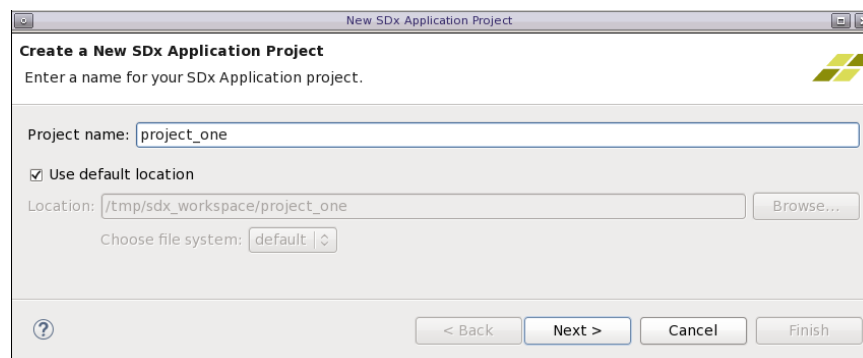 New SDx Application Project
Create a New SDx Application Project
Enter a name for your SDx Application project.
Project name: project_one
Use default location
Location: /tmp/sdx_workspace/project_one Browse...
Choose file system: default
? < Back Next > Cancel Finish